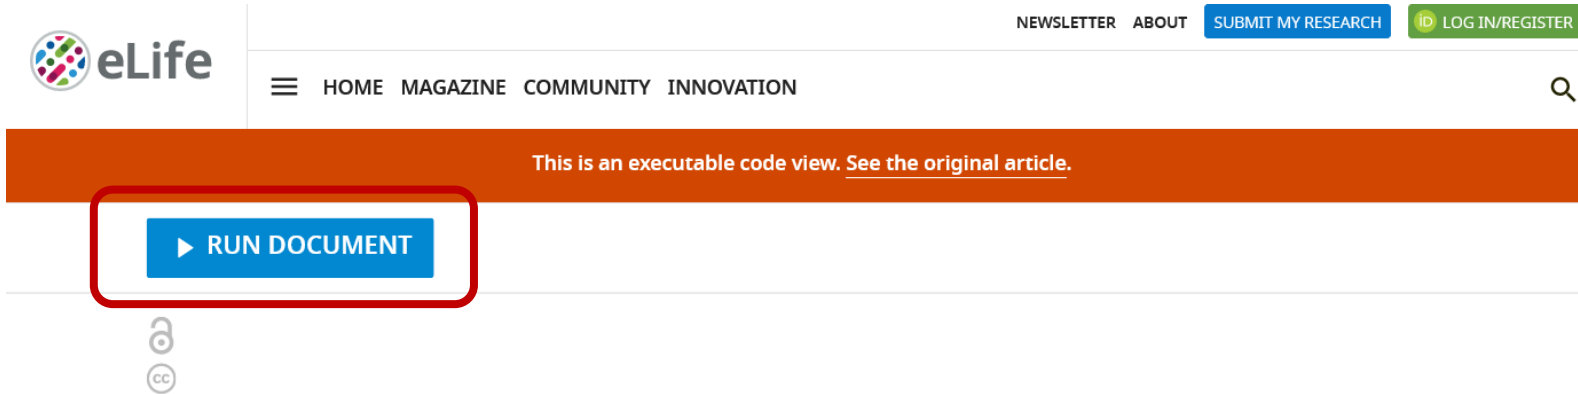 NEWSLETTER ABOUT SUBMIT MY RESEARCH iD LOG IN/REGISTER
eLife
HOME MAGAZINE COMMUNITY INNOVATION
This is an executable code view. See the original article.
RUN DOCUMENT
cc